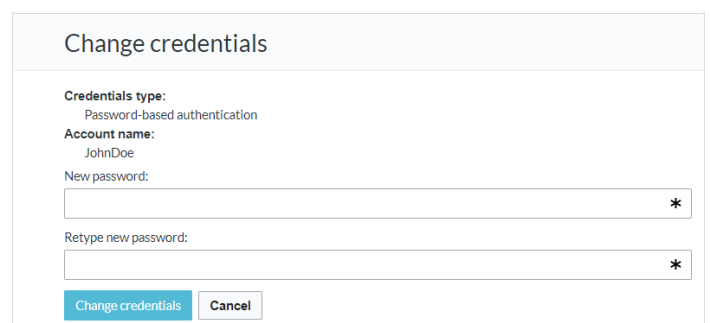 Change credentials
Credentials type:
Password-based authentication
Account name:
JohnDoe
New password:
*
Retype new password:
*
Change credentials Cancel